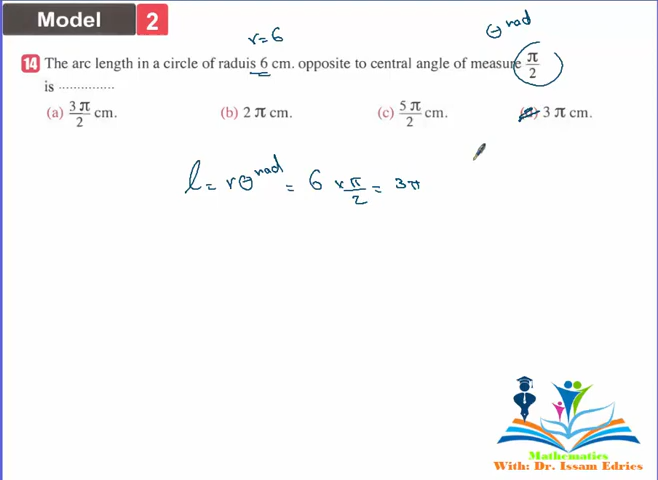 Model 2
r=6
θ rad
14 The arc length in a circle of raduis 6 cm. opposite to central angle of measure π/2
is ...............
(a) 3π/2 cm. (b) 2 π cm. (c) 5π/2 cm. (d) 3 π cm.
l = rθ rad = 6 × π/2 = 3π
Mathematics
With: Dr. Issam Edries